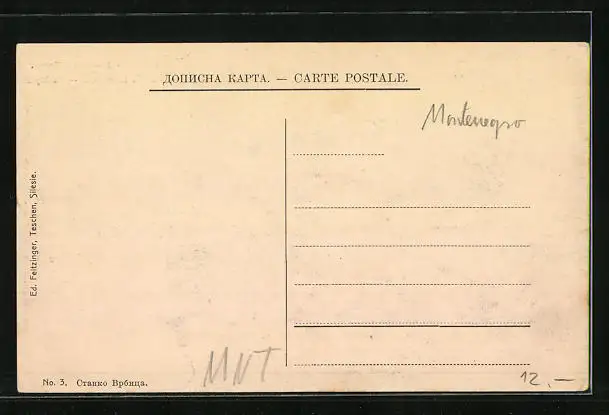 ДОПИСНА КАРТА. — CARTE POSTALE.
Montenegro
Ed. Feitzinger, Teschen, Silesie.
MNT
No. 3. Станко Врбица.
12.—